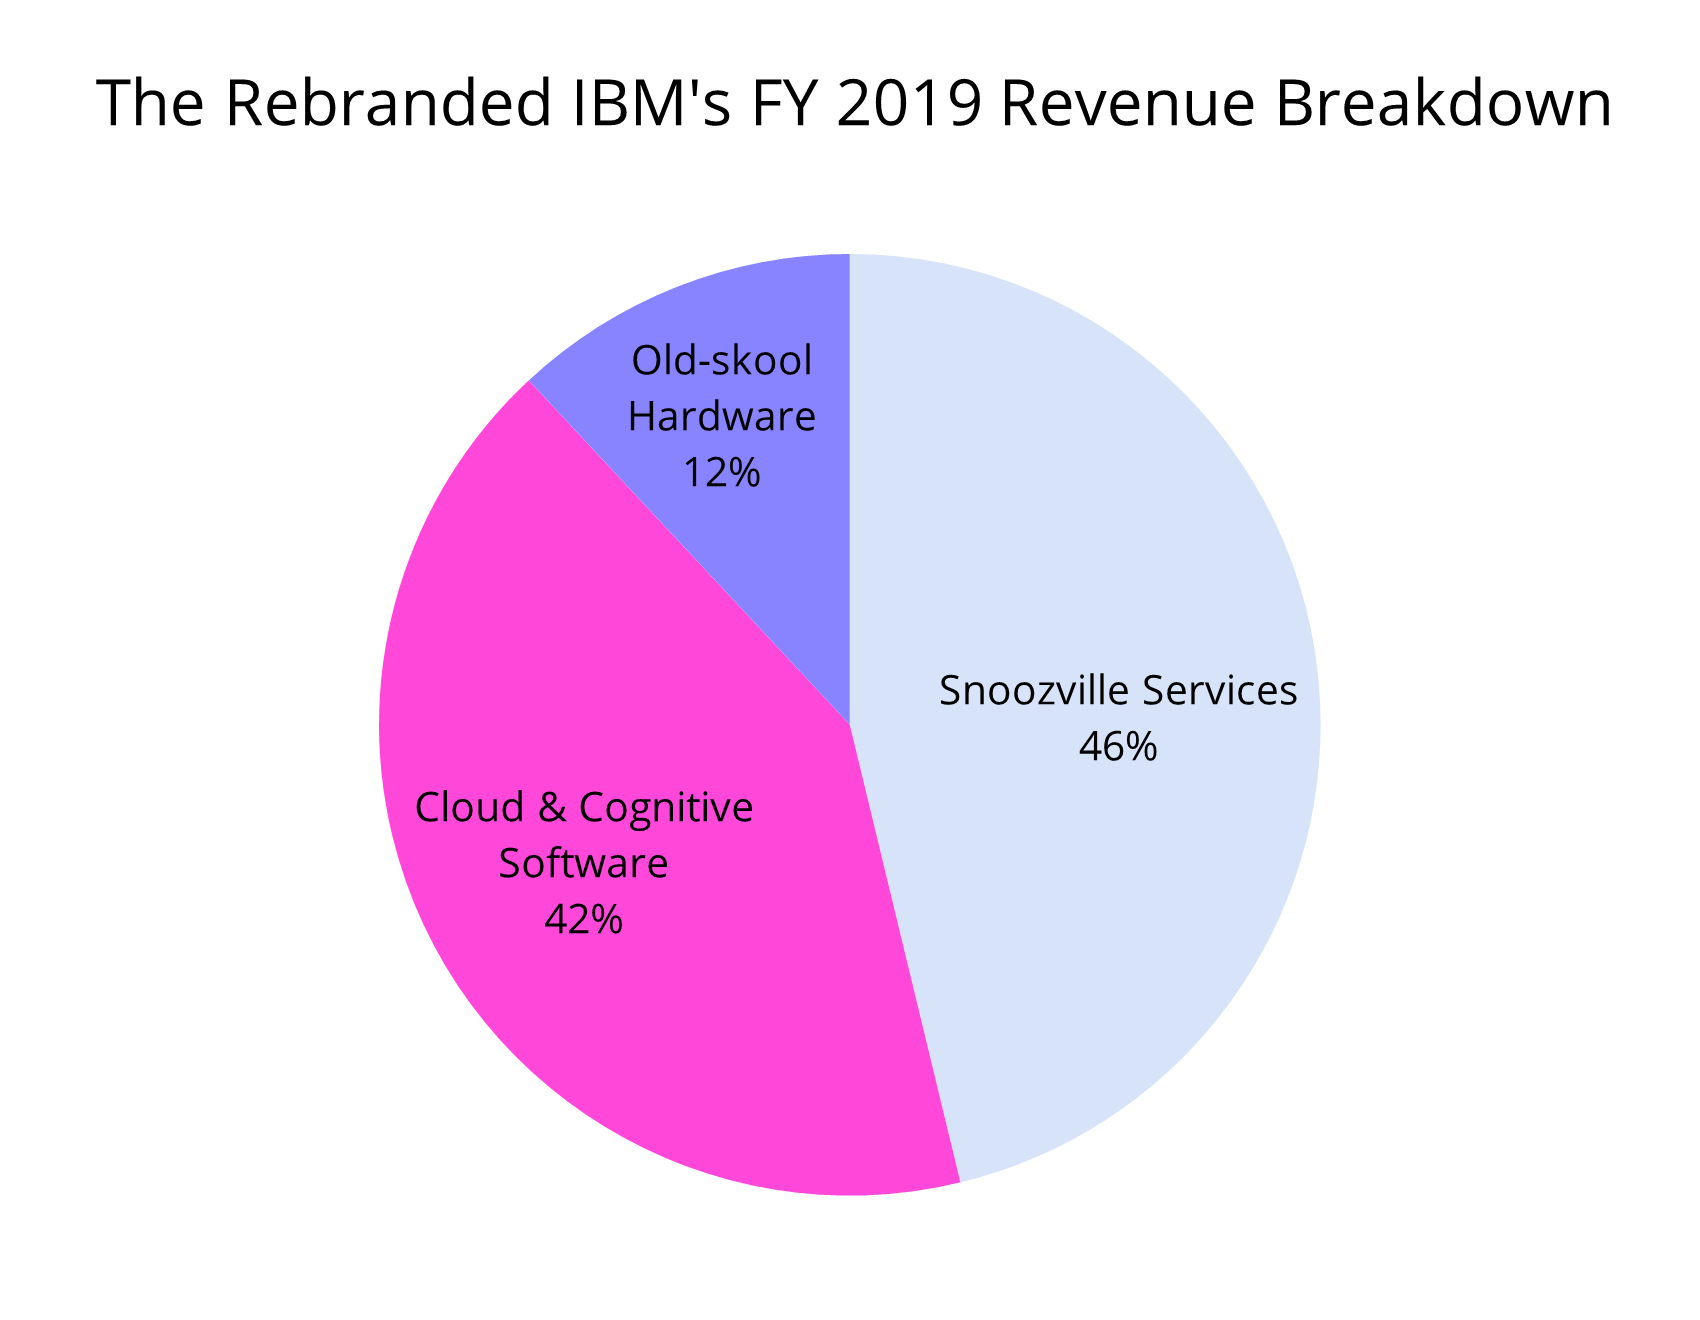 The Rebranded IBM's FY 2019 Revenue Breakdown
Old-skool
Hardware
12%
Snoozville Services
46%
Cloud & Cognitive
Software
42%